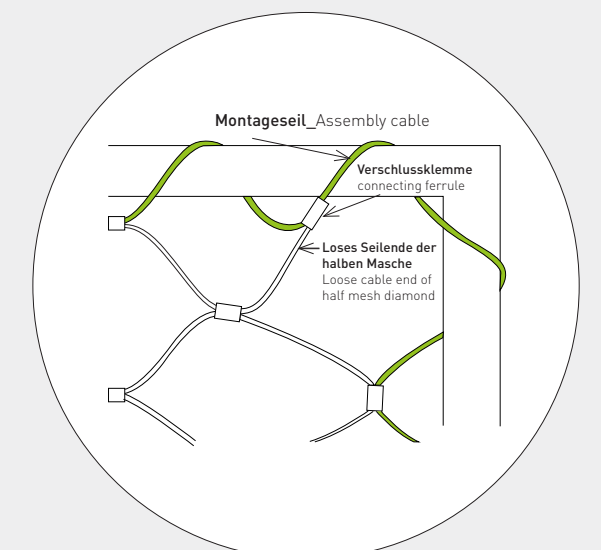 Montageseil_Assembly cable
Verschlussklemme
connecting ferrule
Loses Seilende der
halben Masche
Loose cable end of
half mesh diamond